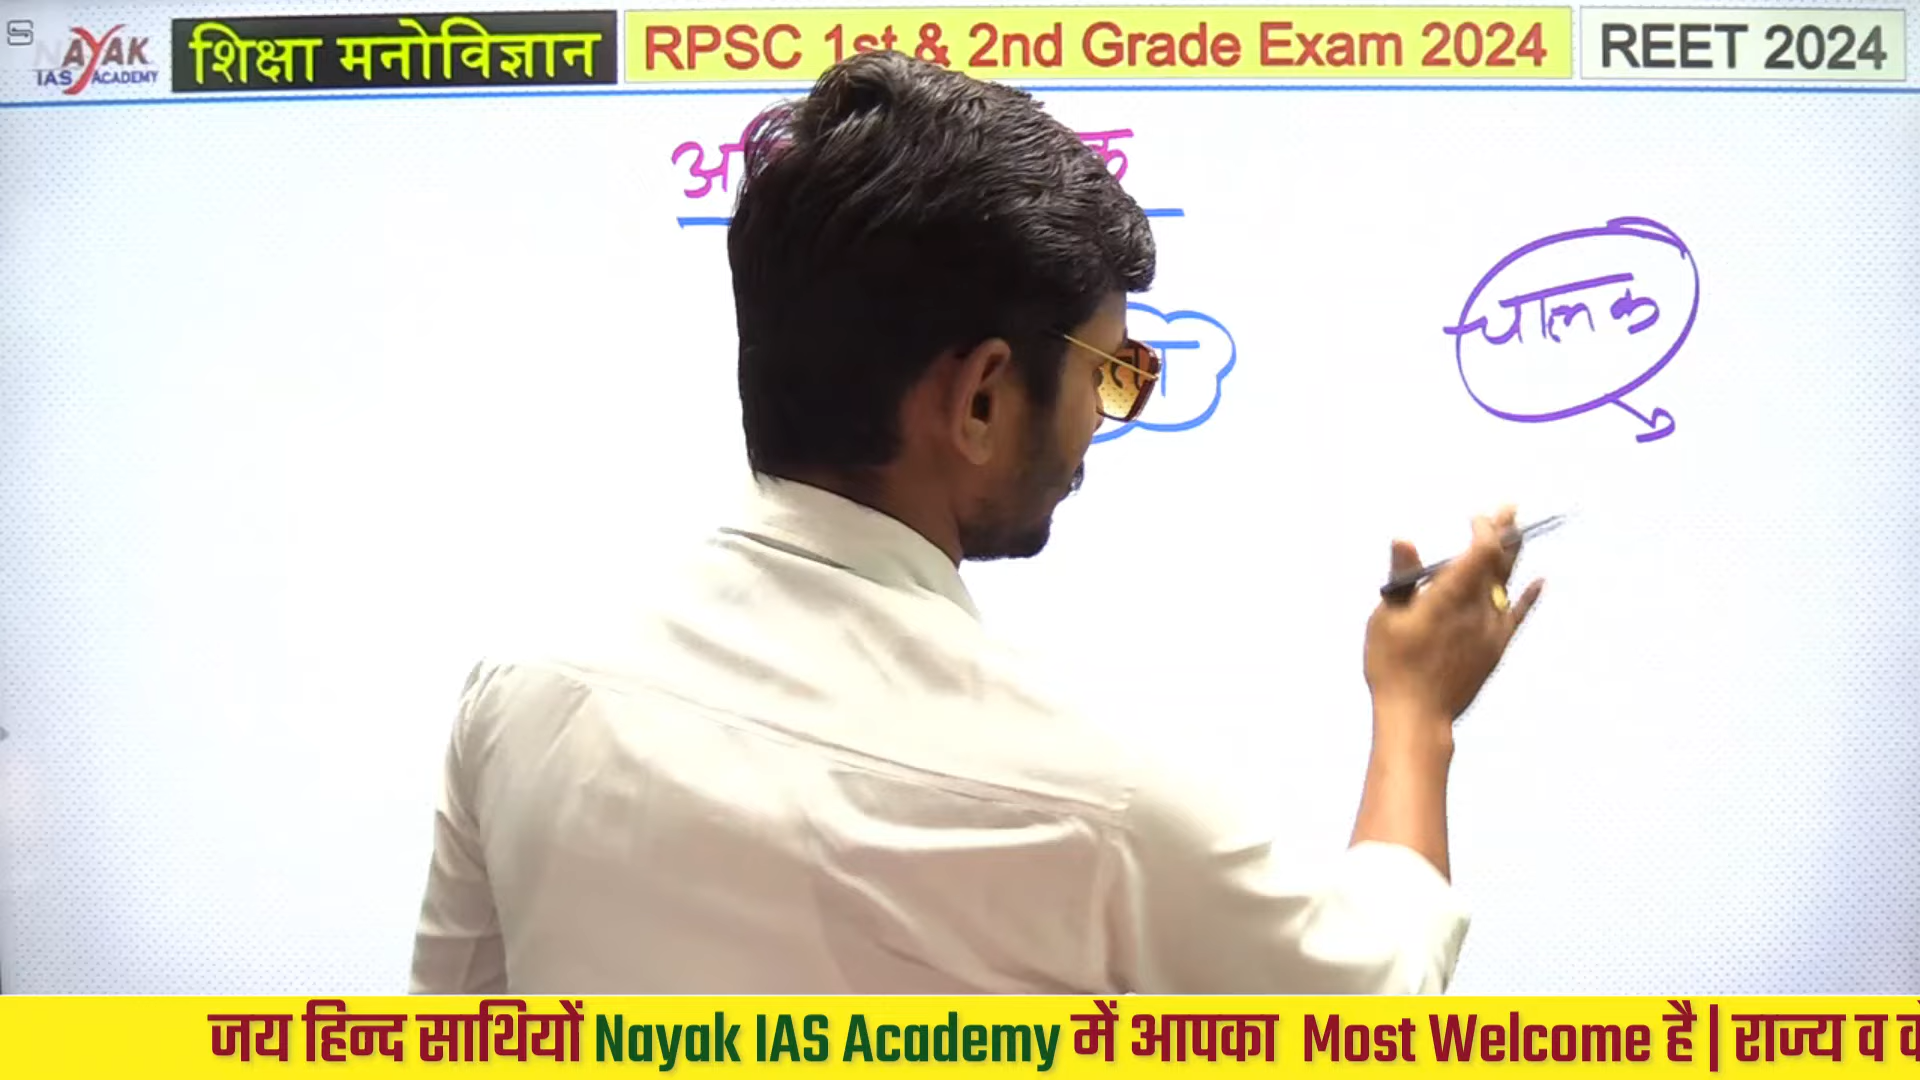 NAYAK
IAS ACADEMY
शिक्षा मनोविज्ञान
RPSC 1st & 2nd Grade Exam 2024
REET 2024
चालक
जय हिन्द साथियों Nayak IAS Academy में आपका Most Welcome है | राज्य व